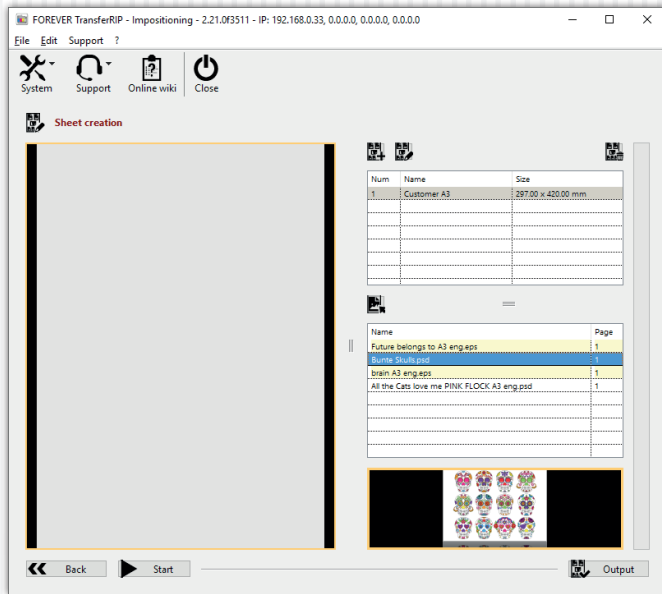 FOREVER TransferRIP - Impositioning - 2.21.0f3511 - IP: 192.168.0.33, 0.0.0.0, 0.0.0.0, 0.0.0.0
File Edit Support ?
System Support Online wiki Close
Sheet creation
Num Name Size
1 Customer A3 297.00 x 420.00 mm
Name Page
Future belongs to A3 eng.eps 1
Bunte Skulls.psd 1
brain A3 eng.eps 1
All the Cats love me PINK FLOCK A3 eng.psd 1
Back Start Output